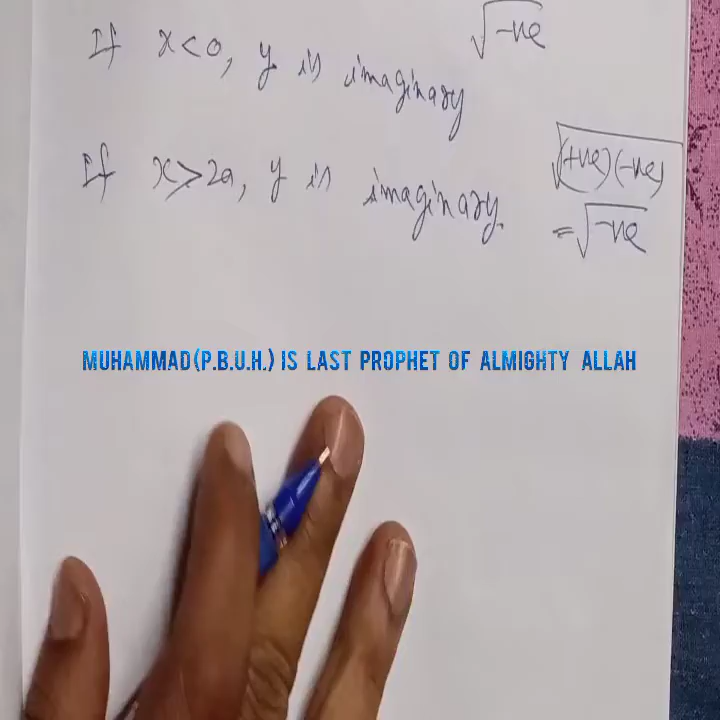 √-ve
If x<0, y is imaginary
If x>2a, y is imaginary. √(+ve)(-ve)
=√-ve
MUHAMMAD(P.B.U.H.) IS LAST PROPHET OF ALMIGHTY ALLAH